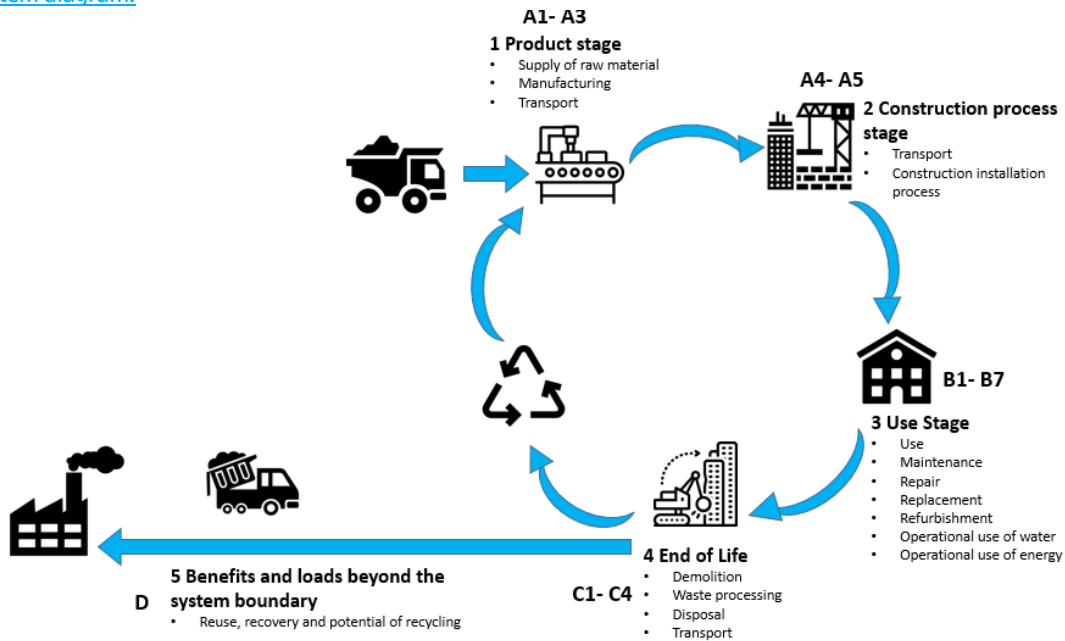 A1- A3
1 Product stage
• Supply of raw material
• Manufacturing
• Transport
A4- A5
2 Construction process
stage
• Transport
• Construction installation
process
B1- B7
3 Use Stage
• Use
• Maintenance
• Repair
• Replacement
• Refurbishment
• Operational use of water
• Operational use of energy
4 End of Life
C1- C4
• Demolition
• Waste processing
• Disposal
• Transport
5 Benefits and loads beyond the
D system boundary
• Reuse, recovery and potential of recycling